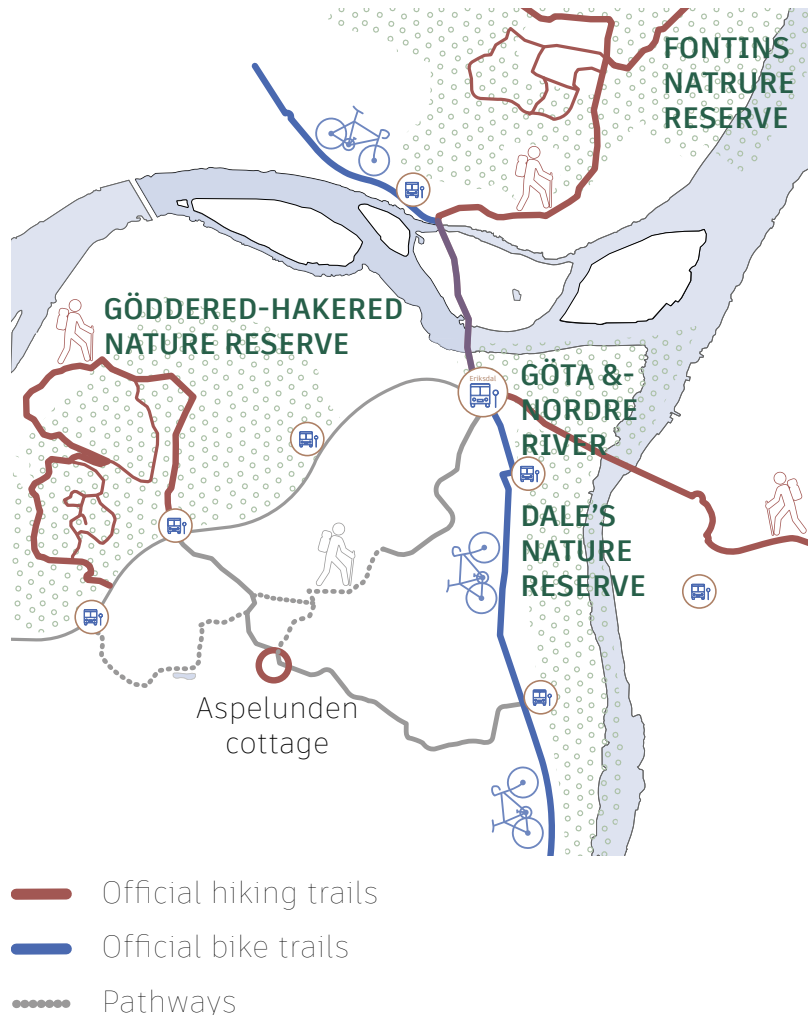 FONTINS
NATRURE
RESERVE
GÖDDERED-HAKERED
NATURE RESERVE
Eriksdal
GÖTA &-
NORDRE
RIVER
DALE'S
NATURE
RESERVE
Aspelunden
cottage
Official hiking trails
Official bike trails
Pathways